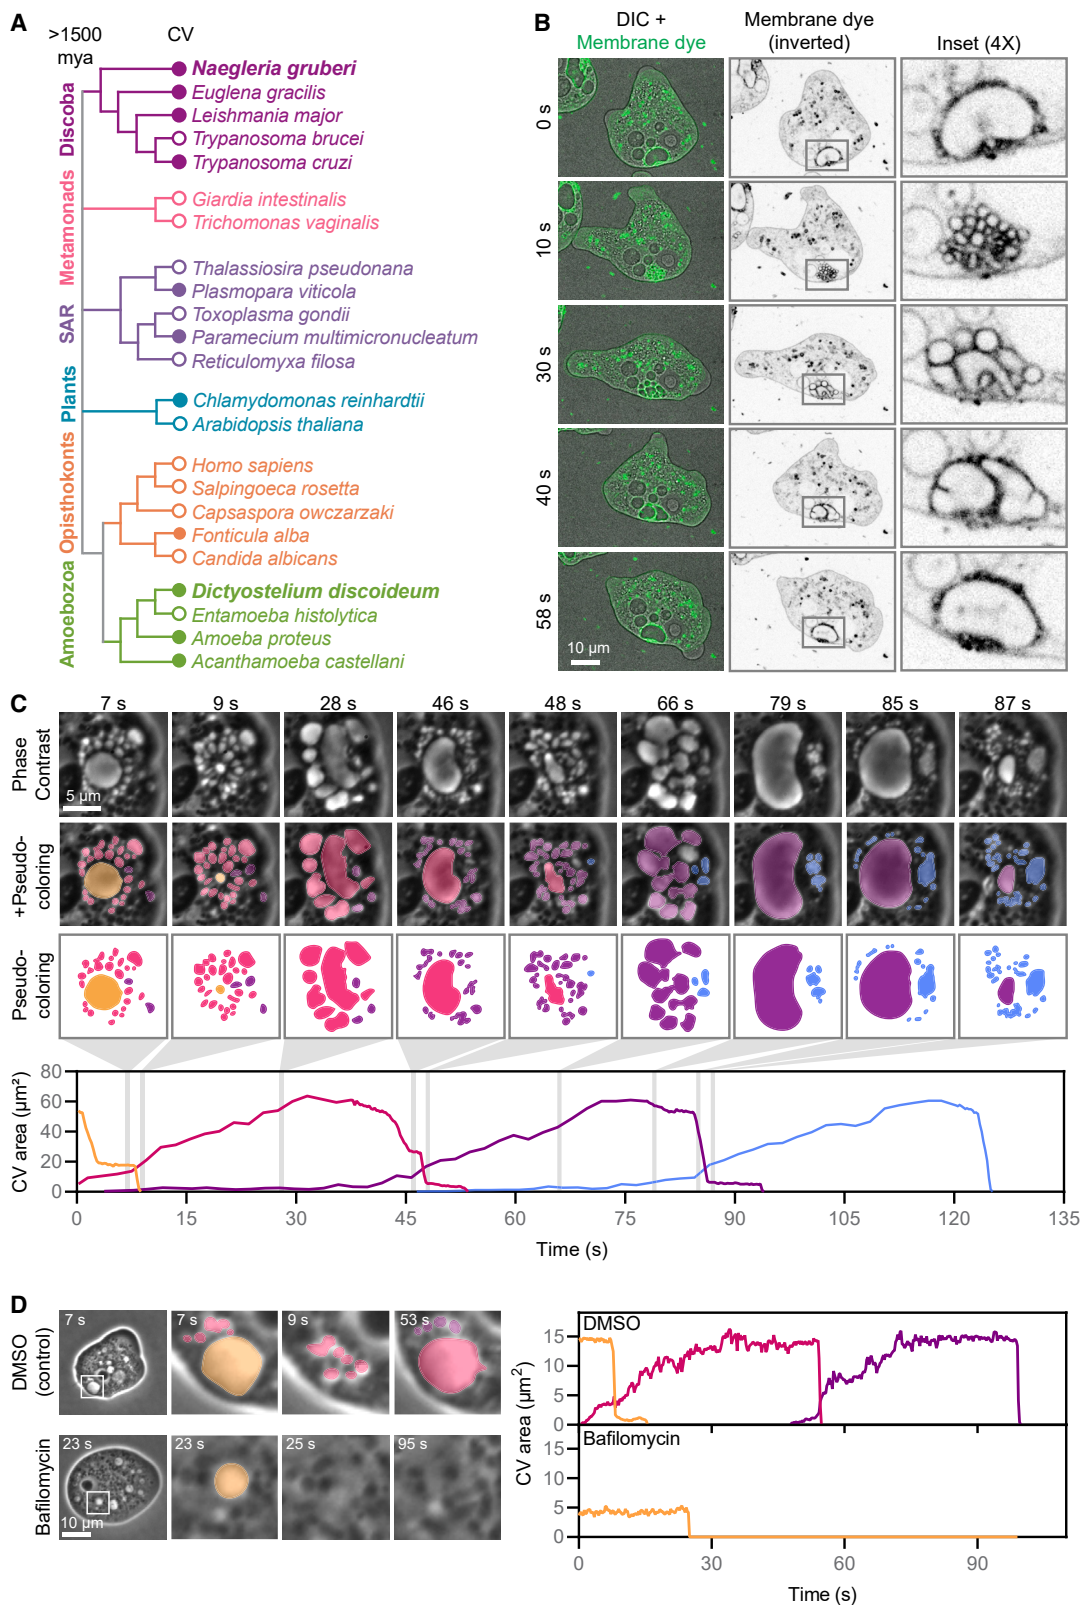 A
>1500
mya
CV
Discoba
Naegleria gruberi
Euglena gracilis
Leishmania major
Trypanosoma brucei
Trypanosoma cruzi
Metamonads
Giardia intestinalis
Trichomonas vaginalis
SAR
Thalassiosira pseudonana
Plasmopara viticola
Toxoplasma gondii
Paramecium multimicronucleatum
Reticulomyxa filosa
Plants
Chlamydomonas reinhardtii
Arabidopsis thaliana
Opisthokonts
Homo sapiens
Salpingoeca rosetta
Capsaspora owczarzaki
Fonticula alba
Candida albicans
Amoebozoa
Dictyostelium discoideum
Entamoeba histolytica
Amoeba proteus
Acanthamoeba castellani
B
DIC +
Membrane dye
Membrane dye
(inverted)
Inset (4X)
0 s
10 s
30 s
40 s
58 s
10 µm
C
7 s 9 s 28 s 46 s 48 s 66 s 79 s 85 s 87 s
Phase
Contrast
5 µm
+Pseudo-
coloring
Pseudo-
coloring
CV area (µm²)
80
60
40
20
0
0 15 30 45 60 75 90 105 120 135
Time (s)
D
DMSO
(control)
7 s 7 s 9 s 53 s
Bafilomycin
23 s 23 s 25 s 95 s
10 µm
CV area (µm²)
DMSO
15
10
5
0
Bafilomycin
15
10
5
0
0 30 60 90
Time (s)